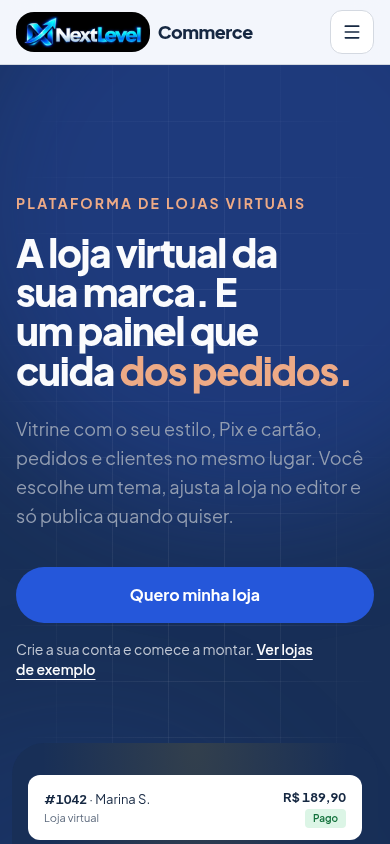 NextLevel Commerce
PLATAFORMA DE LOJAS VIRTUAIS
A loja virtual da
sua marca. E
um painel que
cuida dos pedidos.
Vitrine com o seu estilo, Pix e cartão,
pedidos e clientes no mesmo lugar. Você
escolhe um tema, ajusta a loja no editor e
só publica quando quiser.
Quero minha loja
Crie a sua conta e comece a montar. Ver lojas
de exemplo
#1042 · Marina S. R$ 189,90
Loja virtual Pago